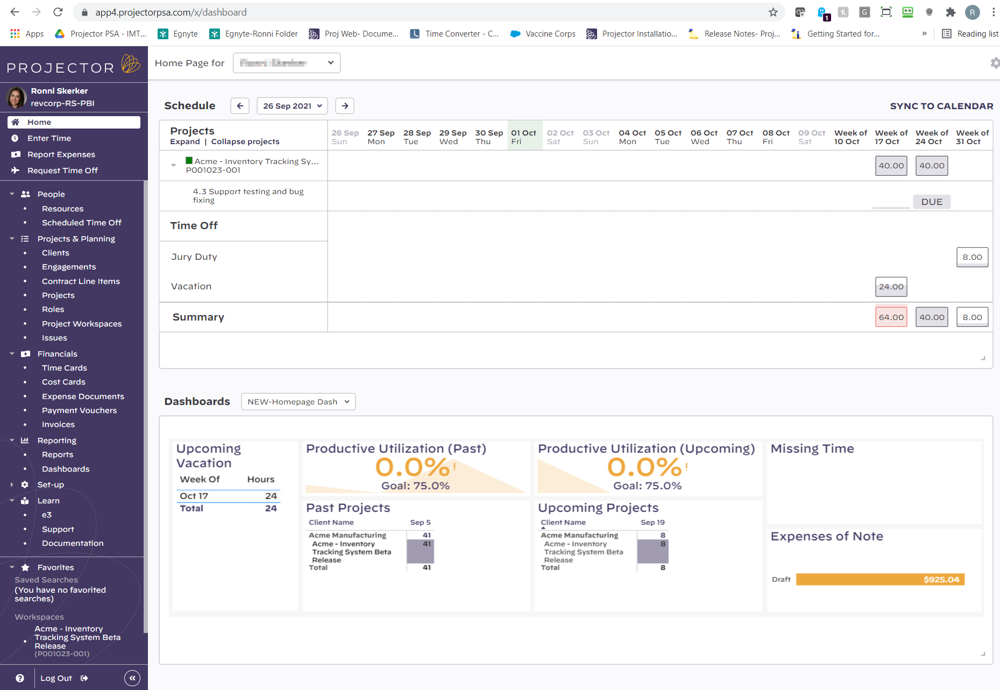 app4.projectorpsa.com/x/dashboard
1
G
R
Apps
Projector PSA - IMT...
Egnyte
Egnyte-Ronni Folder
Proj Web- Docume...
Time Converter - C...
Vaccine Corps
Projector Installatio...
Release Notes- Proj...
Getting Started for...
»
Reading list
PROJECTOR
Ronni Skerker
revcorp-RS-PBI
Home
Enter Time
Report Expenses
Request Time Off
People
Resources
Scheduled Time Off
Projects & Planning
Clients
Engagements
Contract Line Items
Projects
Roles
Project Workspaces
Issues
Financials
Time Cards
Cost Cards
Expense Documents
Payment Vouchers
Invoices
Reporting
Reports
Dashboards
Set-up
Learn
e3
Support
Documentation
Favorites
Saved Searches
(You have no favorited
searches)
Workspaces
Acme - Inventory
Tracking System Beta
Release
(P001023-001)
? Log Out «
Home Page for
Schedule 26 Sep 2021 SYNC TO CALENDAR
Projects
Expand | Collapse projects
26 Sep 27 Sep 28 Sep 29 Sep 30 Sep 01 Oct 02 Oct 03 Oct 04 Oct 05 Oct 06 Oct 07 Oct 08 Oct 09 Oct Week of Week of Week of Week of
Sun Mon Tue Wed Thu Fri Sat Sun Mon Tue Wed Thu Fri Sat 10 Oct 17 Oct 24 Oct 31 Oct
Acme - Inventory Tracking Sy...
P001023-001
40.00 40.00
4.3 Support testing and bug
fixing
DUE
Time Off
Jury Duty 8.00
Vacation 24.00
Summary 64.00 40.00 8.00
Dashboards NEW-Homepage Dash
Upcoming
Vacation
Week Of Hours
Oct 17 24
Total 24
Productive Utilization (Past)
0.0%!
Goal: 75.0%
Past Projects
Client Name Sep 5
Acme Manufacturing 41
Acme - Inventory 41
Tracking System Beta
Release
Total 41
Productive Utilization (Upcoming)
0.0%!
Goal: 75.0%
Upcoming Projects
Client Name Sep 19
Acme Manufacturing 8
Acme - Inventory 8
Tracking System Beta
Release
Total 8
Missing Time
Expenses of Note
Draft $925.04